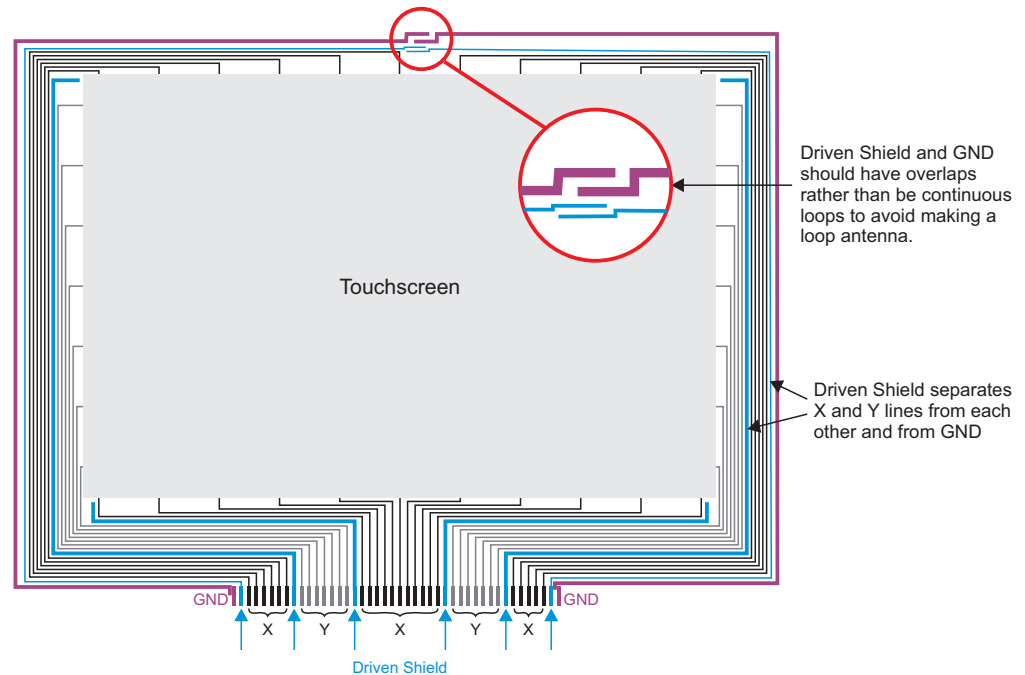 Driven Shield and GND
should have overlaps
rather than be continuous
loops to avoid making a
loop antenna.
Touchscreen
Driven Shield separates
X and Y lines from each
other and from GND
GND
GND
X
Y
X
Y
X
Driven Shield